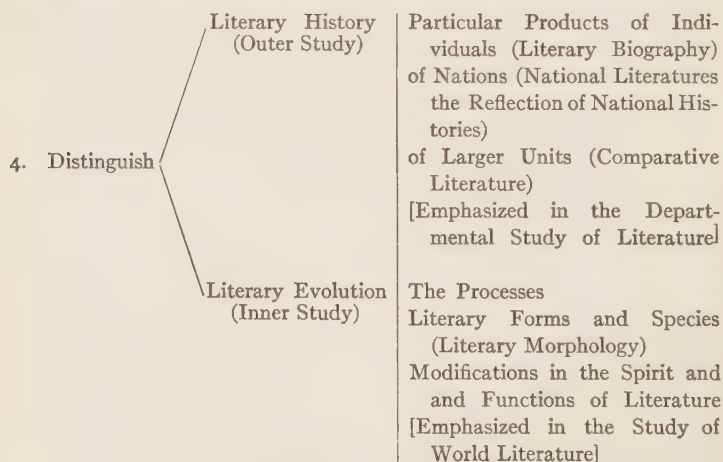 Literary History
(Outer Study)
Particular Products of Indi-
viduals (Literary Biography)
of Nations (National Literatures
the Reflection of National His-
tories)
of Larger Units (Comparative
Literature)
[Emphasized in the Depart-
mental Study of Literature]
4. Distinguish
Literary Evolution
(Inner Study)
The Processes
Literary Forms and Species
(Literary Morphology)
Modifications in the Spirit and
and Functions of Literature
[Emphasized in the Study of
World Literature]